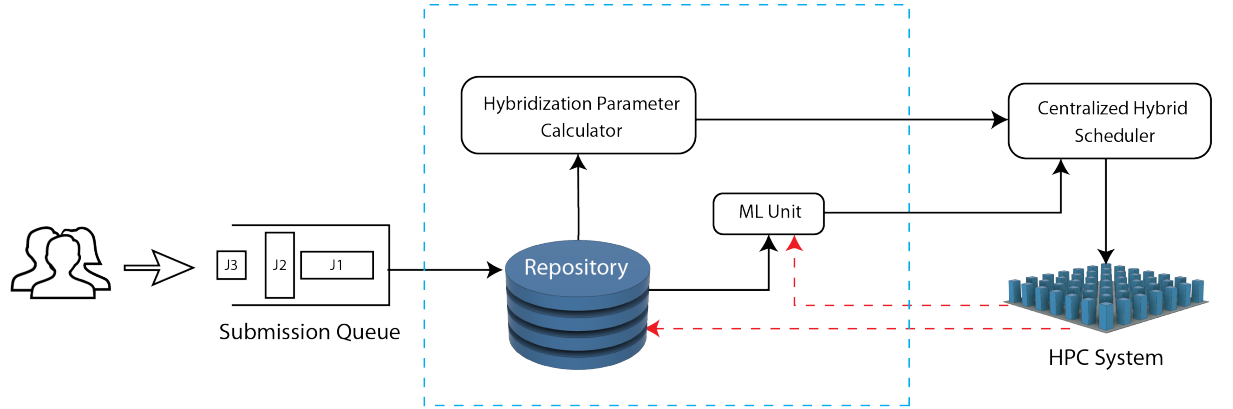 Hybridization Parameter
Calculator
Centralized Hybrid
Scheduler
ML Unit
J3
J2
J1
Repository
Submission Queue
HPC System